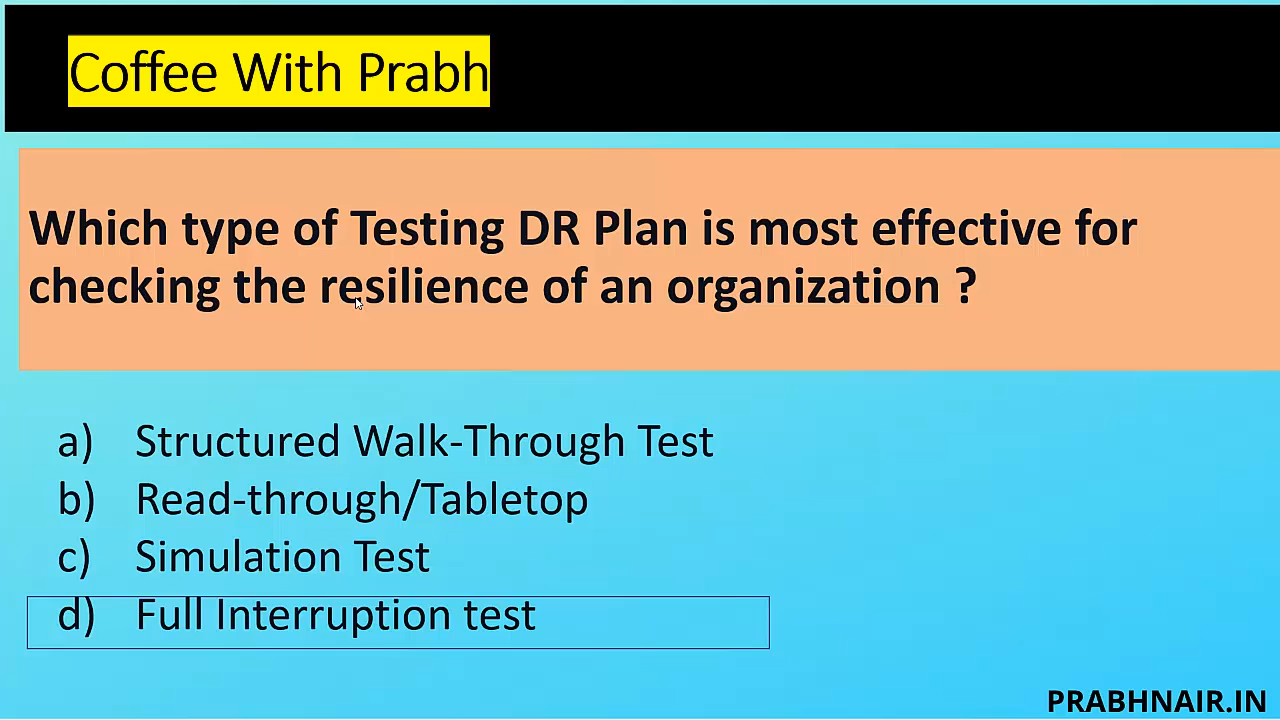 Coffee With Prabh
Which type of Testing DR Plan is most effective for
checking the resilience of an organization ?
a) Structured Walk-Through Test
b) Read-through/Tabletop
c) Simulation Test
d) Full Interruption test
PRABHNAIR.IN